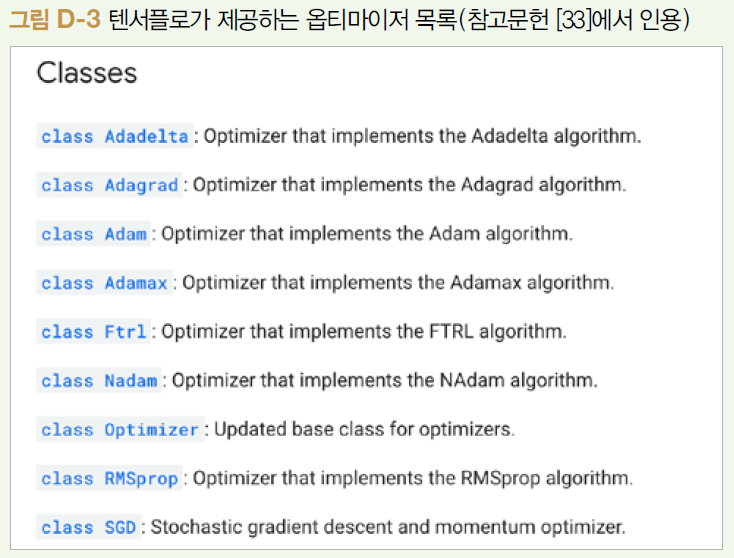 그림 D-3 텐서플로가 제공하는 옵티마이저 목록(참고문헌 [33]에서 인용)
Classes
class Adadelta : Optimizer that implements the Adadelta algorithm.
class Adagrad : Optimizer that implements the Adagrad algorithm.
class Adam : Optimizer that implements the Adam algorithm.
class Adamax : Optimizer that implements the Adamax algorithm.
class Ftrl : Optimizer that implements the FTRL algorithm.
class Nadam : Optimizer that implements the NAdam algorithm.
class Optimizer : Updated base class for optimizers.
class RMSprop : Optimizer that implements the RMSprop algorithm.
class SGD : Stochastic gradient descent and momentum optimizer.